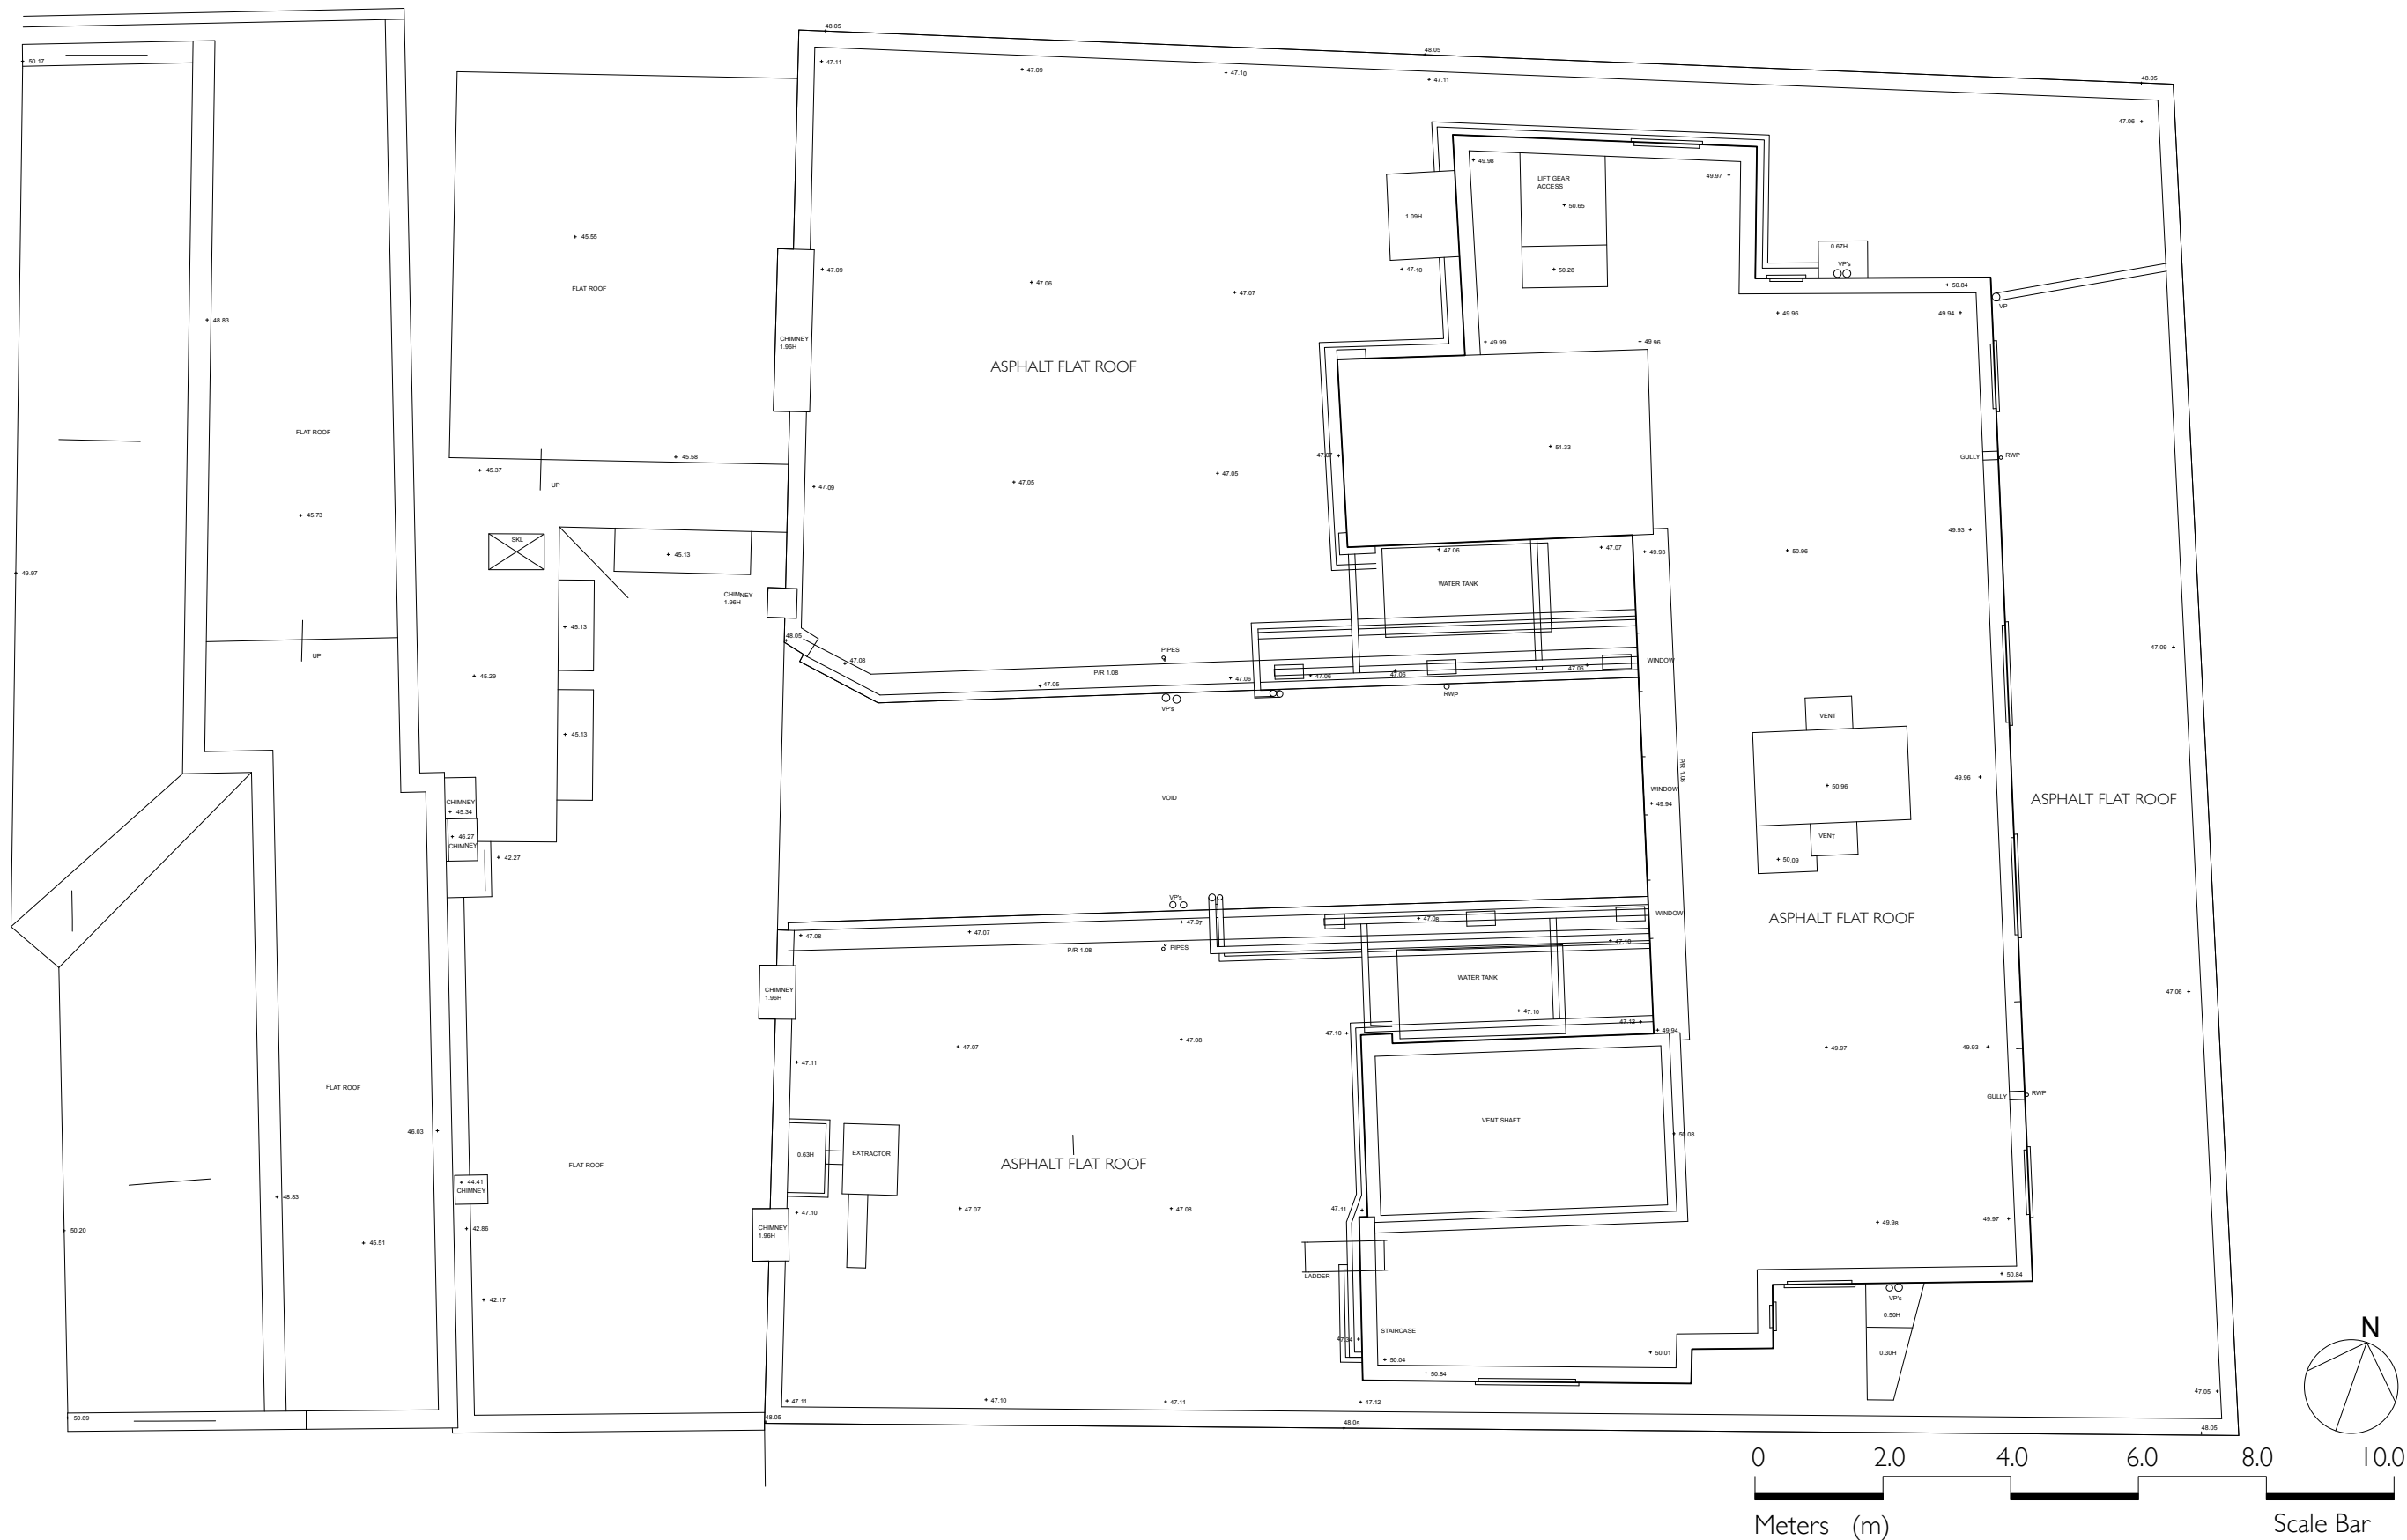 48.05
48.05
48.05
50.17
47.11
47.09
47.10
47.11
47.06
49.98
49.97
LIFT GEAR
ACCESS
50.65
1.09H
45.55
0.67H
VP's
47.09
47.10
50.28
47.06
47.07
50.84
FLAT ROOF
VP
48.83
49.96
49.94
CHIMNEY
1.96H
49.99
49.96
ASPHALT FLAT ROOF
FLAT ROOF
51.33
45.58
47.07
GULLY
RWP
45.37
47.05
47.05
UP
47.09
45.73
49.93
SKL
45.13
47.06
47.07
49.93
50.96
49.97
WATER TANK
CHIMNEY
1.96H
45.13
48.05
UP
PIPES
47.09
47.08
WINDOW
P/R 1.08
47.06
45.29
47.05
47.06
47.06
47.06
RWP
VP's
VENT
45.13
P/R 1.08
49.96
VOID
WINDOW
50.96
ASPHALT FLAT ROOF
CHIMNEY
45.34
49.94
46.27
CHIMNEY
VENT
42.27
50.09
VP's
WINDOW
47.07
47.08
ASPHALT FLAT ROOF
47.08
47.07
47.10
P/R 1.08
PIPES
WATER TANK
CHIMNEY
1.96H
47.06
47.10
47.12
47.10
49.94
47.07
47.08
49.97
49.93
47.11
FLAT ROOF
GULLY
RWP
VENT SHAFT
46.03
50.08
0.63H
EXTRACTOR
FLAT ROOF
ASPHALT FLAT ROOF
44.41
CHIMNEY
48.83
47.10
47.07
47.08
47.11
49.98
49.97
50.20
42.86
CHIMNEY
1.96H
45.51
LADDER
50.84
42.17
VP's
0.50H
STAIRCASE
N
47.34
0.30H
50.01
50.04
50.84
47.05
47.11
47.10
47.11
47.12
50.69
48.05
48.05
48.05
0 2.0 4.0 6.0 8.0 10.0
Meters (m) Scale Bar